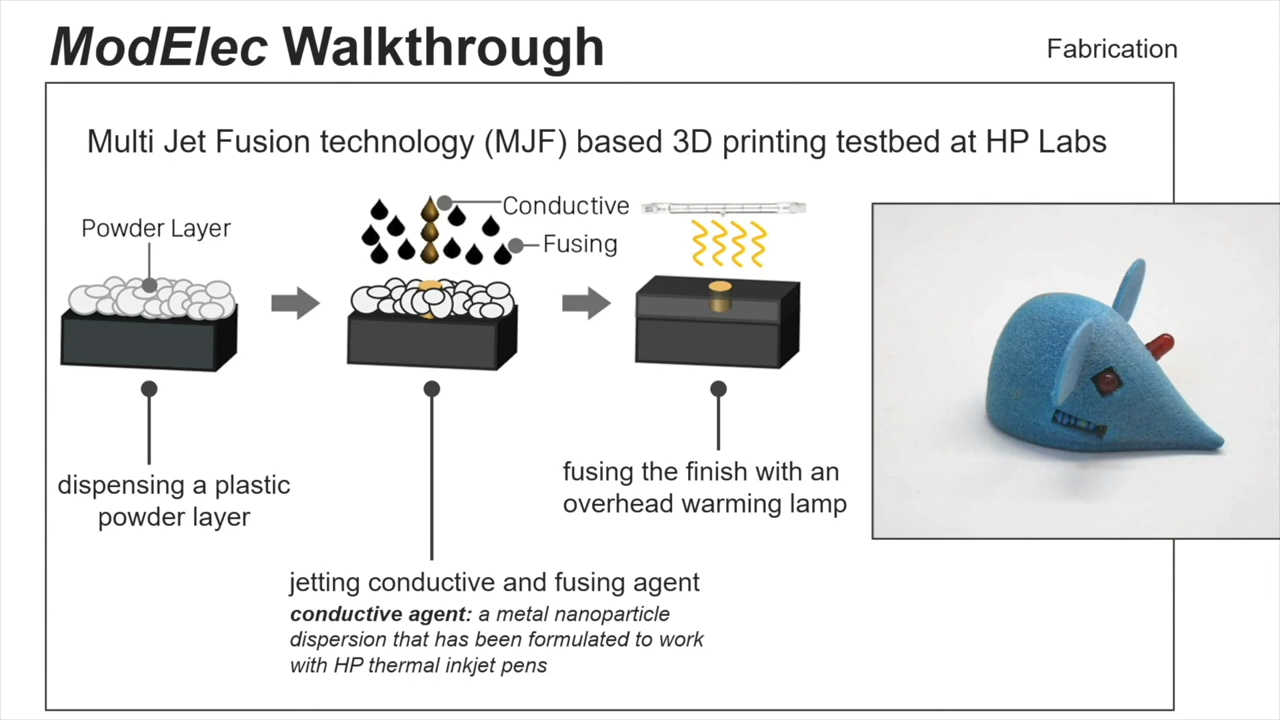 ModElec Walkthrough
Fabrication
Multi Jet Fusion technology (MJF) based 3D printing testbed at HP Labs
Powder Layer
Conductive
Fusing
dispensing a plastic
powder layer
fusing the finish with an
overhead warming lamp
jetting conductive and fusing agent
conductive agent: a metal nanoparticle
dispersion that has been formulated to work
with HP thermal inkjet pens